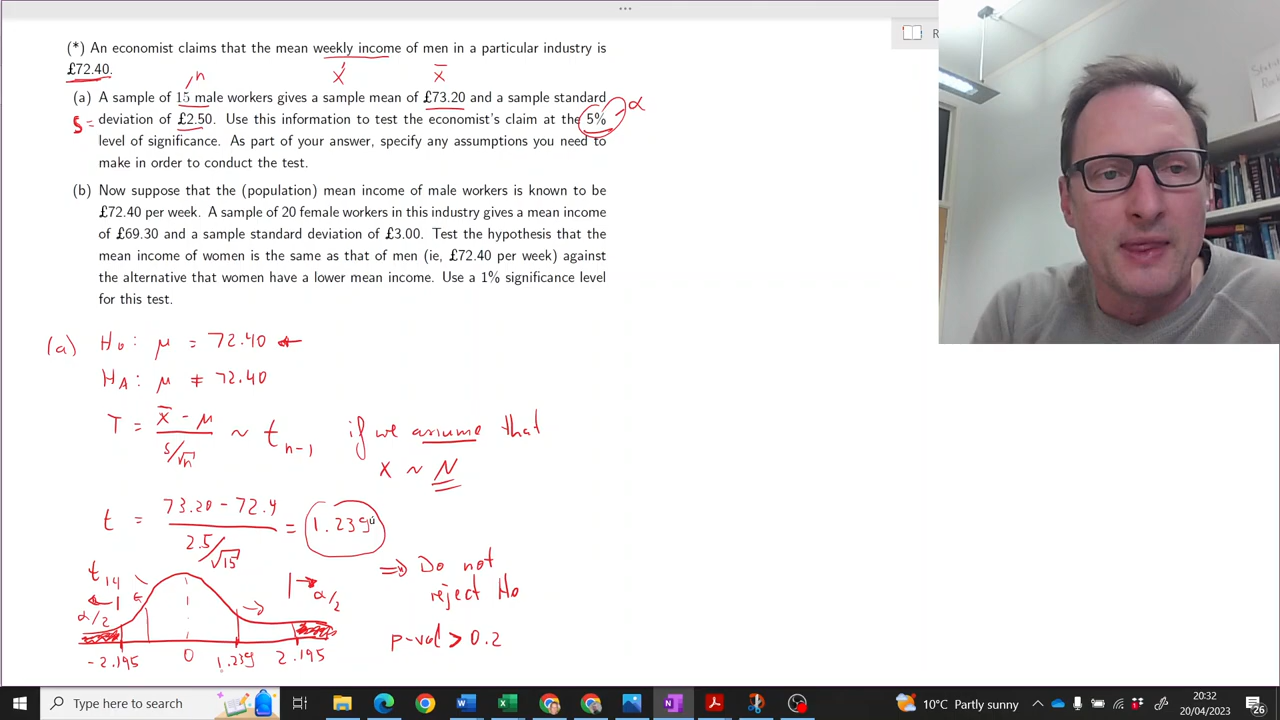 (*) An economist claims that the mean weekly income of men in a particular industry is
£72.40.
n
x
x̄
(a) A sample of 15 male workers gives a sample mean of £73.20 and a sample standard
α
s =
deviation of £2.50. Use this information to test the economist's claim at the 5%
level of significance. As part of your answer, specify any assumptions you need to
make in order to conduct the test.
(b) Now suppose that the (population) mean income of male workers is known to be
£72.40 per week. A sample of 20 female workers in this industry gives a mean income
of £69.30 and a sample standard deviation of £3.00. Test the hypothesis that the
mean income of women is the same as that of men (ie, £72.40 per week) against
the alternative that women have a lower mean income. Use a 1% significance level
for this test.
(a) H₀: μ = 72.40 ←
H_A: μ ≠ 72.40
T = (x̄ - μ) / (s/√n) ~ t n-1 if we assume that
X ~ N
t = (73.20 - 72.4) / (2.5/√15) = 1.239
⇒ Do not
reject H₀
p-val > 0.2
t 14
α/2
α/2
-2.195 0 1.239 2.195
Type here to search
10°C Partly sunny
20:32
20/04/2023
26